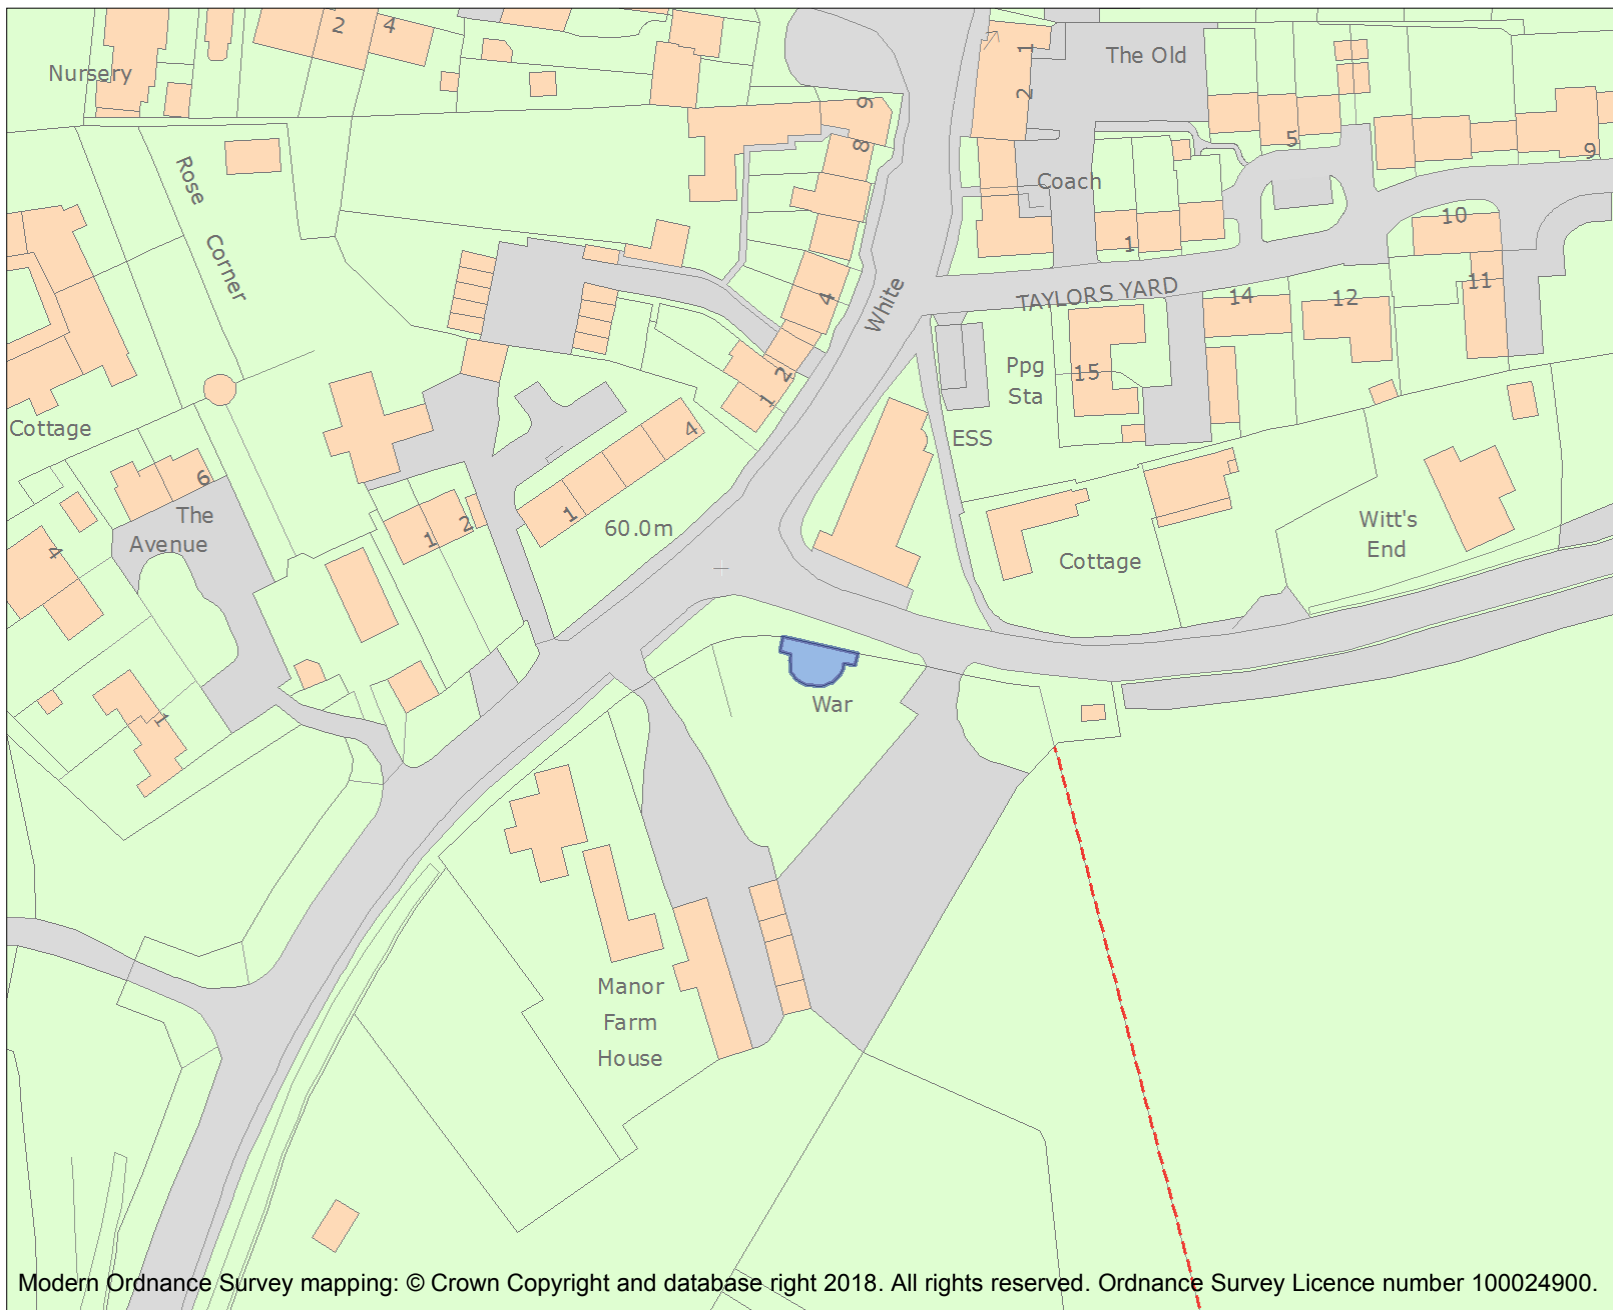 2
4
The Old
Nursery
1
2
9
8
5
9
Rose
Coach
10
1
Corner
TAYLORS YARD
White
4
14
12
11
Ppg
Sta
15
2
1
Cottage
4
ESS
6
The
Avenue
1
2
1
60.0m
Witt's
End
Cottage
4
War
1
Manor
Farm
House
Modern Ordnance Survey mapping: © Crown Copyright and database right 2018. All rights reserved. Ordnance Survey Licence number 100024900.